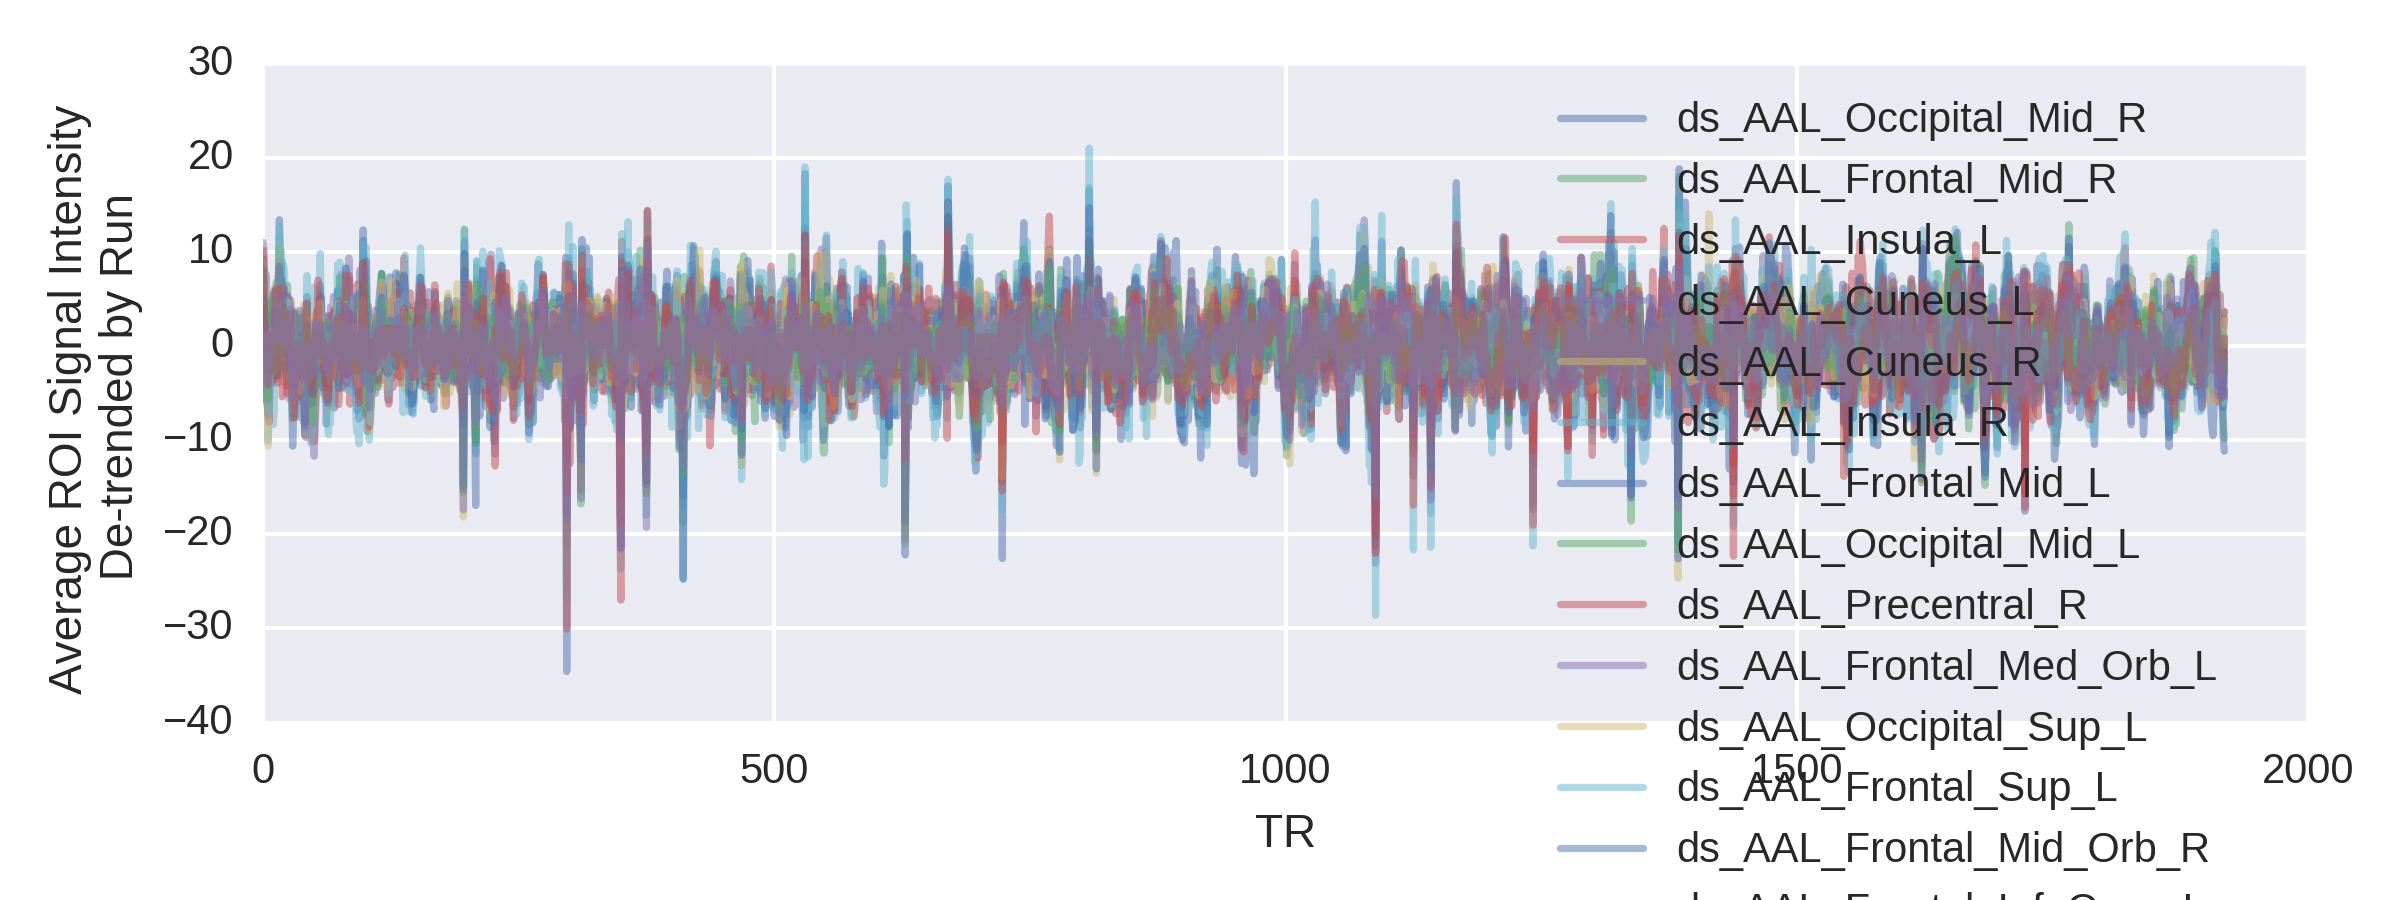 Average ROI Signal Intensity
De-trended by Run
30
20
10
0
−10
−20
−30
−40
0
500
1000
1500
2000
TR
ds_AAL_Occipital_Mid_R
ds_AAL_Frontal_Mid_R
ds_AAL_Insula_L
ds_AAL_Cuneus_L
ds_AAL_Cuneus_R
ds_AAL_Insula_R
ds_AAL_Frontal_Mid_L
ds_AAL_Occipital_Mid_L
ds_AAL_Precentral_R
ds_AAL_Frontal_Med_Orb_L
ds_AAL_Occipital_Sup_L
ds_AAL_Frontal_Sup_L
ds_AAL_Frontal_Mid_Orb_R